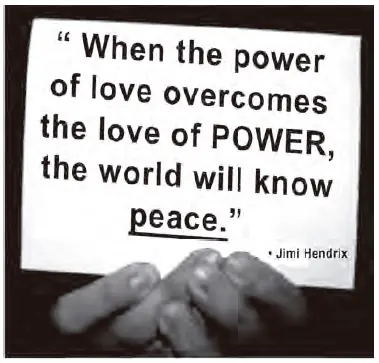 “ When the power
of love overcomes
the love of POWER,
the world will know
peace.”
• Jimi Hendrix